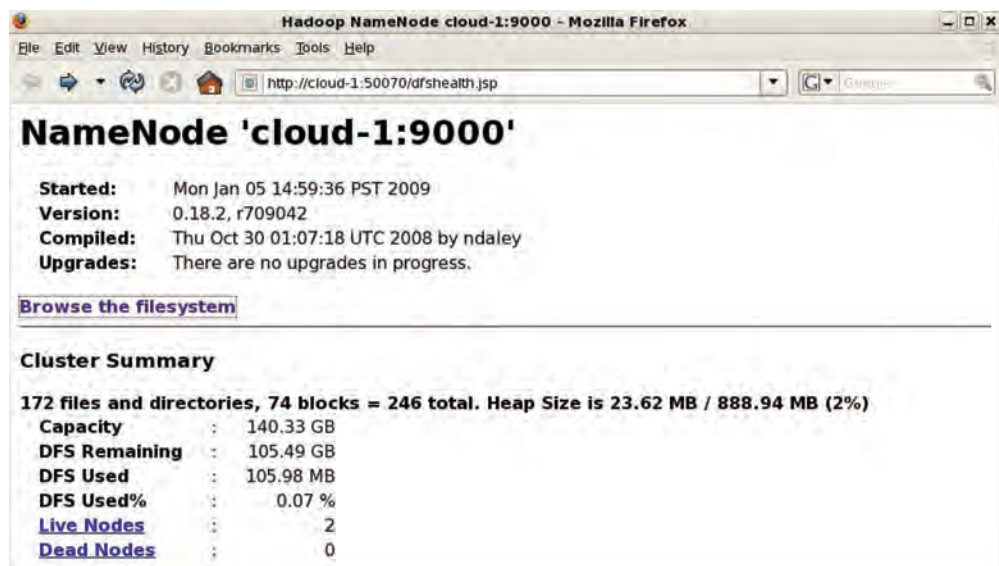 Hadoop NameNode cloud-1:9000 - Mozilla Firefox
File Edit View History Bookmarks Tools Help
http://cloud-1:50070/dfshealth.jsp
NameNode 'cloud-1:9000'
Started: Mon Jan 05 14:59:36 PST 2009
Version: 0.18.2, r709042
Compiled: Thu Oct 30 01:07:18 UTC 2008 by ndaley
Upgrades: There are no upgrades in progress.
Browse the filesystem
Cluster Summary
172 files and directories, 74 blocks = 246 total. Heap Size is 23.62 MB / 888.94 MB (2%)
Capacity : 140.33 GB
DFS Remaining : 105.49 GB
DFS Used : 105.98 MB
DFS Used% : 0.07 %
Live Nodes : 2
Dead Nodes : 0